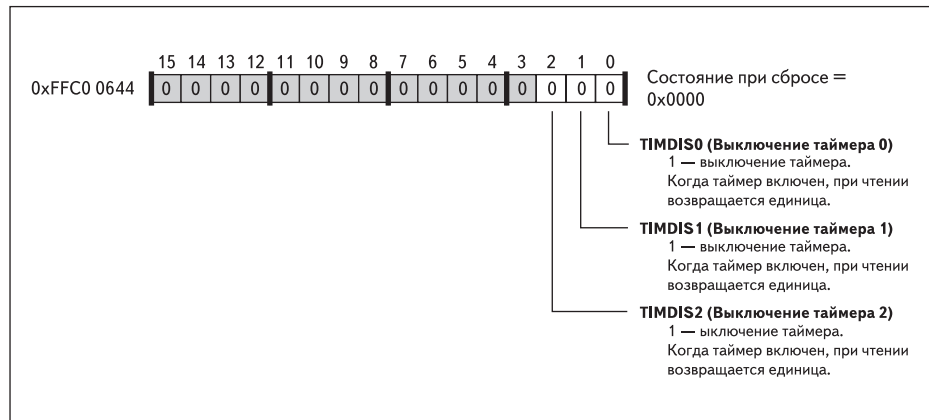 15 14 13 12 11 10 9 8 7 6 5 4 3 2 1 0
0xFFC0 0644 0 0 0 0 0 0 0 0 0 0 0 0 0 0 0 0
Состояние при сбросе =
0x0000
TIMDIS0 (Выключение таймера 0)
1 — выключение таймера.
Когда таймер включен, при чтении
возвращается единица.
TIMDIS1 (Выключение таймера 1)
1 — выключение таймера.
Когда таймер включен, при чтении
возвращается единица.
TIMDIS2 (Выключение таймера 2)
1 — ыключение таймера.
Когда таймер включен, при чтении
возвращается единица.